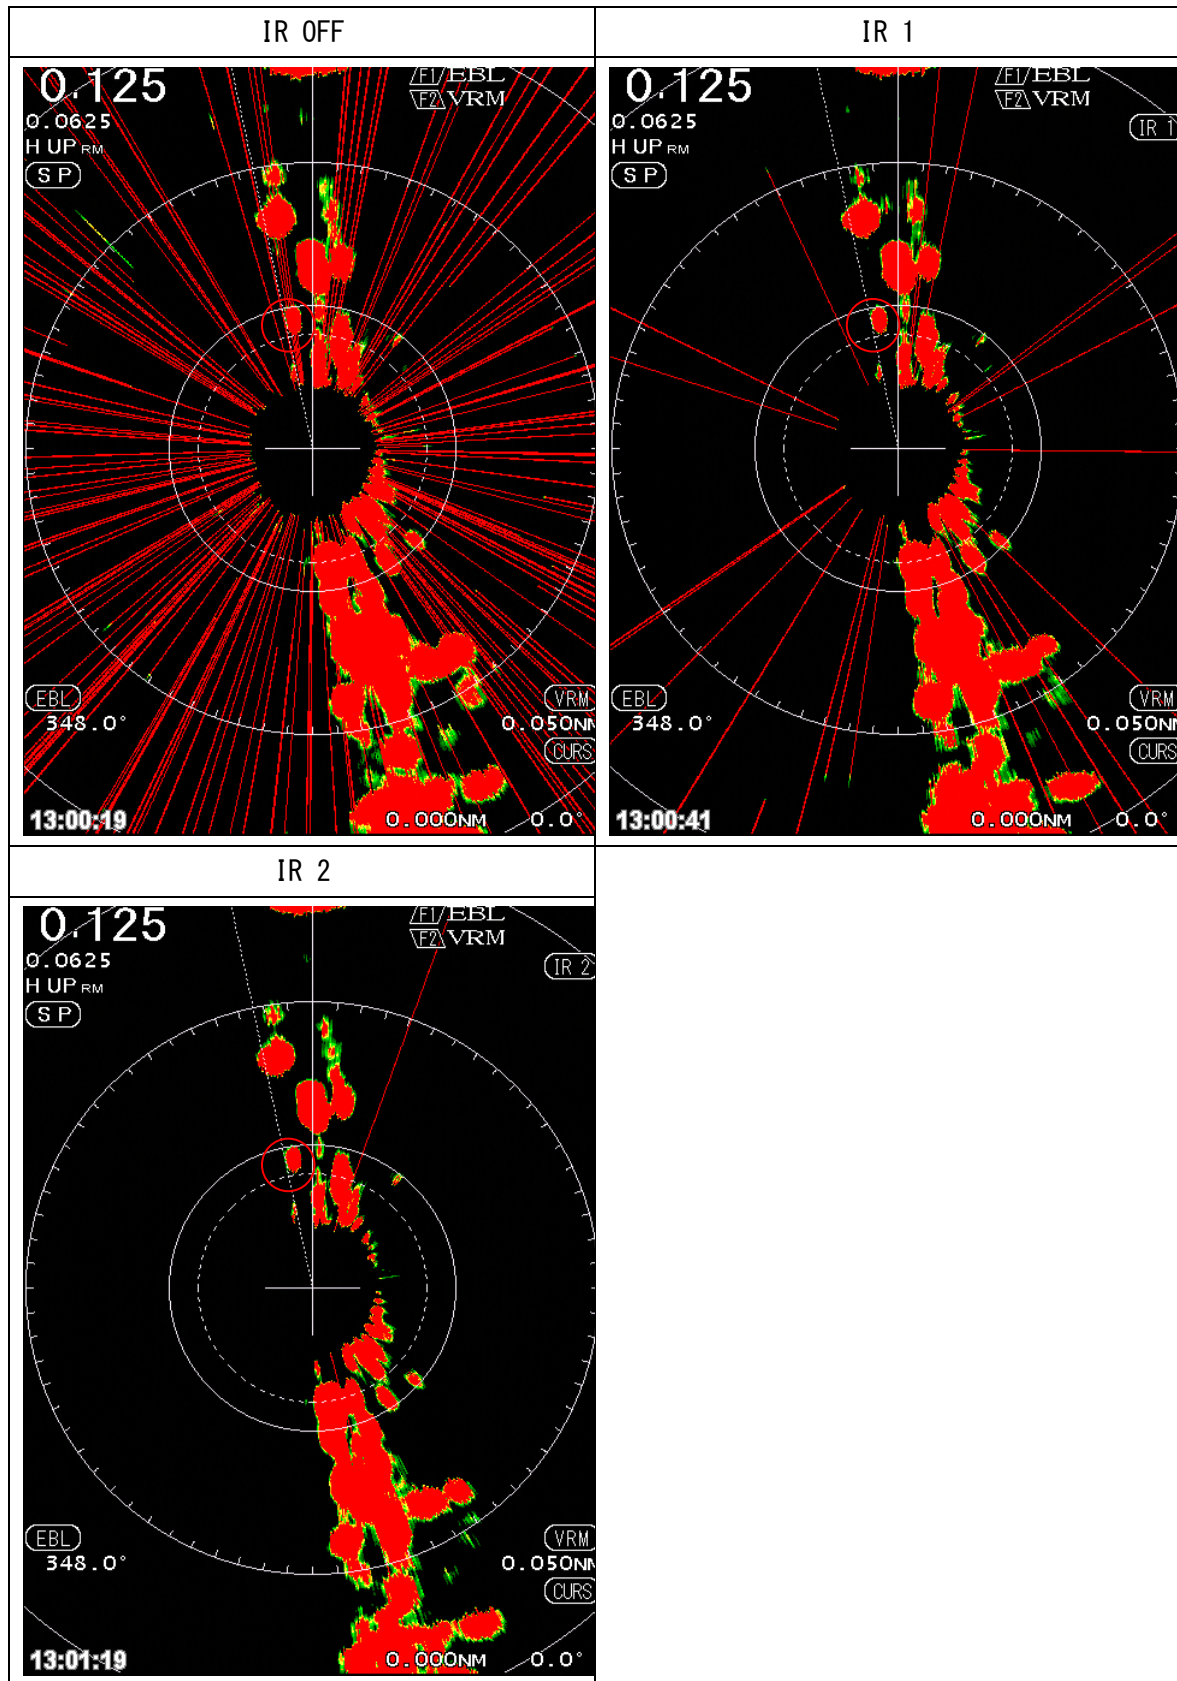 IR OFF
IR 1
0.125
F1 EBL
F2 VRM
0.0625
H UP RM
S P
EBL
348.0°
VRM
0.050NM
CURS
13:00:19
0.000NM
0.0°
0.125
F1 EBL
F2 VRM
0.0625
IR 1
H UP RM
S P
EBL
348.0°
VRM
0.050NM
CURS
13:00:41
0.000NM
0.0°
IR 2
0.125
F1 EBL
F2 VRM
0.0625
IR 2
H UP RM
S P
EBL
348.0°
VRM
0.050NM
CURS
13:01:19
0.000NM
0.0°